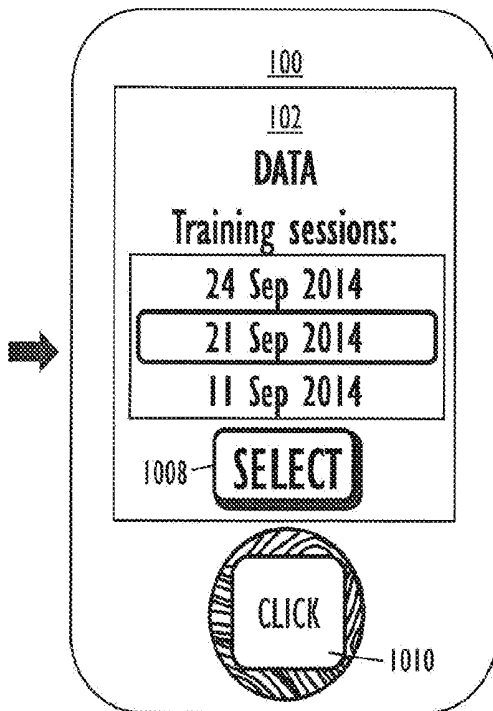 100
102
DATA
Training sessions:
24 Sep 2014
21 Sep 2014
11 Sep 2014
1008
SELECT
CLICK
1010